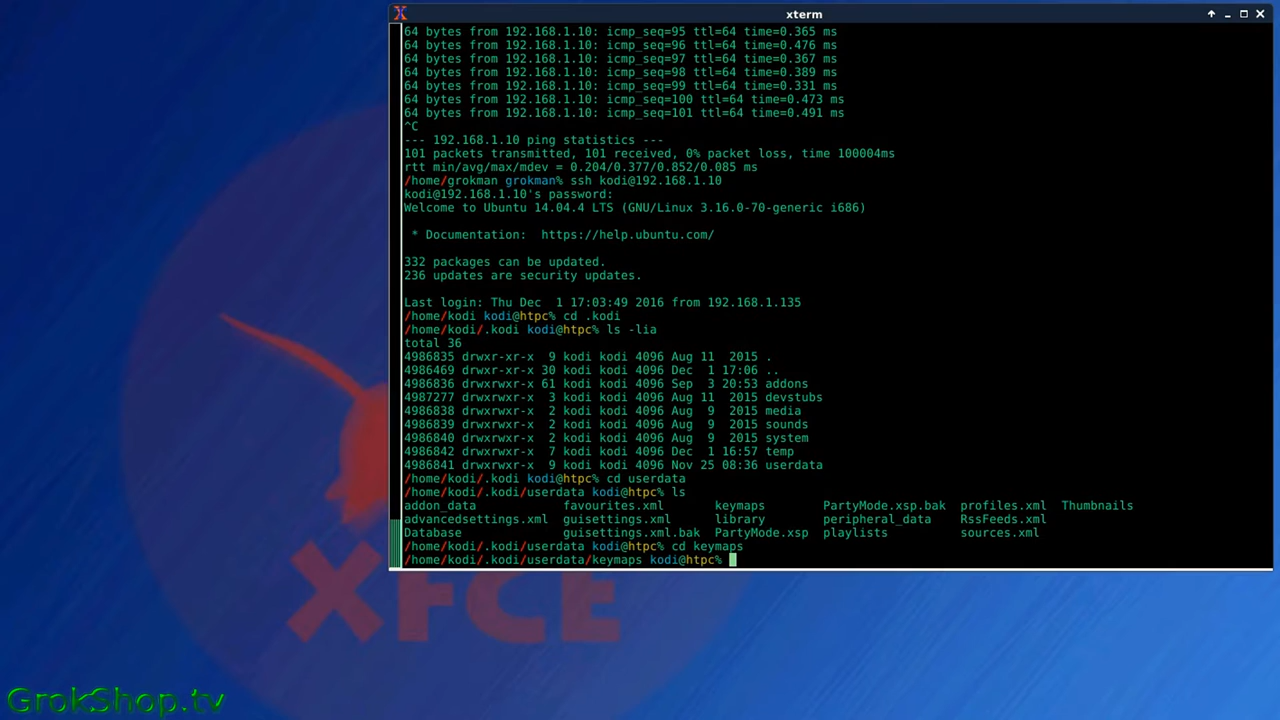 xterm
64 bytes from 192.168.1.10: icmp_seq=95 ttl=64 time=0.365 ms
64 bytes from 192.168.1.10: icmp_seq=96 ttl=64 time=0.476 ms
64 bytes from 192.168.1.10: icmp_seq=97 ttl=64 time=0.367 ms
64 bytes from 192.168.1.10: icmp_seq=98 ttl=64 time=0.389 ms
64 bytes from 192.168.1.10: icmp_seq=99 ttl=64 time=0.331 ms
64 bytes from 192.168.1.10: icmp_seq=100 ttl=64 time=0.473 ms
64 bytes from 192.168.1.10: icmp_seq=101 ttl=64 time=0.491 ms
^C
--- 192.168.1.10 ping statistics ---
101 packets transmitted, 101 received, 0% packet loss, time 100004ms
rtt min/avg/max/mdev = 0.204/0.377/0.852/0.085 ms
/home/grokman grokman% ssh kodi@192.168.1.10
kodi@192.168.1.10's password:
Welcome to Ubuntu 14.04.4 LTS (GNU/Linux 3.16.0-70-generic i686)
* Documentation:  https://help.ubuntu.com/
332 packages can be updated.
236 updates are security updates.
Last login: Thu Dec  1 17:03:49 2016 from 192.168.1.135
/home/kodi kodi@htpc% cd .kodi
/home/kodi/.kodi kodi@htpc% ls -lia
total 36
4986835 drwxr-xr-x  9 kodi kodi 4096 Aug 11  2015 .
4986469 drwxr-xr-x 30 kodi kodi 4096 Dec  1 17:06 ..
4986836 drwxr-xr-x 61 kodi kodi 4096 Sep  3 20:53 addons
4987277 drwxrwxr-x  3 kodi kodi 4096 Aug 11  2015 devstubs
4986838 drwxrwxr-x  2 kodi kodi 4096 Aug  9  2015 media
4986839 drwxrwxr-x  2 kodi kodi 4096 Aug  9  2015 sounds
4986840 drwxrwxr-x  2 kodi kodi 4096 Aug  9  2015 system
4986842 drwxrwxr-x  7 kodi kodi 4096 Dec  1 16:57 temp
4986841 drwxrwxr-x  9 kodi kodi 4096 Nov 25 08:36 userdata
/home/kodi/.kodi kodi@htpc% cd userdata
/home/kodi/.kodi/userdata kodi@htpc% ls
addon_data            favourites.xml       keymaps        PartyMode.xsp.bak  profiles.xml  Thumbnails
advancedsettings.xml  guisettings.xml      library        peripheral_data    RssFeeds.xml
Database              guisettings.xml.bak  PartyMode.xsp  playlists          sources.xml
/home/kodi/.kodi/userdata kodi@htpc% cd keymaps
/home/kodi/.kodi/userdata/keymaps kodi@htpc%
XFCE
GrokShop.tv